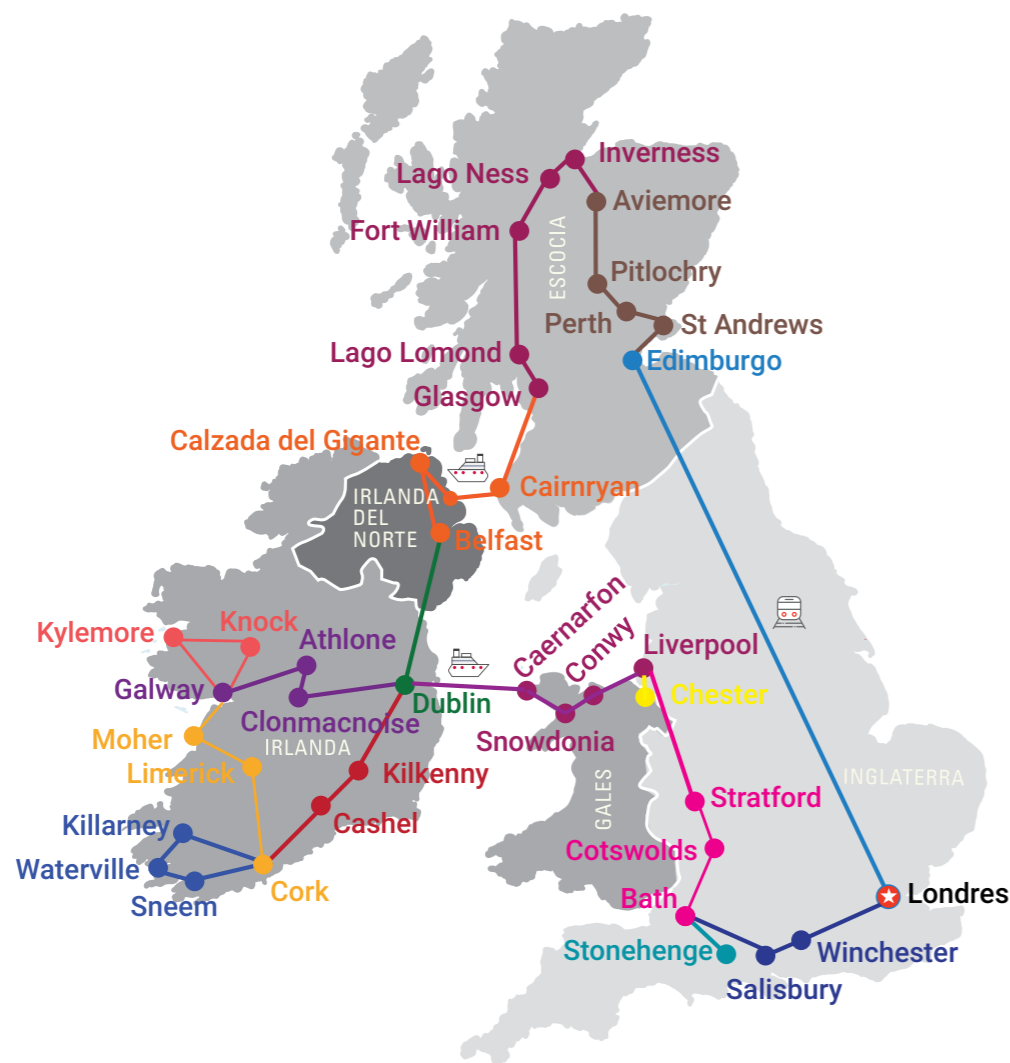 Inverness
Lago Ness
Aviemore
Fort William
ESCOCIA
Pitlochry
Perth
St Andrews
Lago Lomond
Edimburgo
Glasgow
Calzada del Gigante
Cairnryan
IRLANDA
DEL
NORTE
Belfast
Knock
Kylemore
Athlone
Caernarfon
Conwy
Liverpool
Galway
Dublin
Chester
Clonmacnoise
Moher
IRLANDA
Snowdonia
Limerick
Kilkenny
INGLATERRA
GALES
Stratford
Killarney
Cashel
Cotswolds
Waterville
Cork
Sneem
Bath
Londres
Stonehenge
Winchester
Salisbury